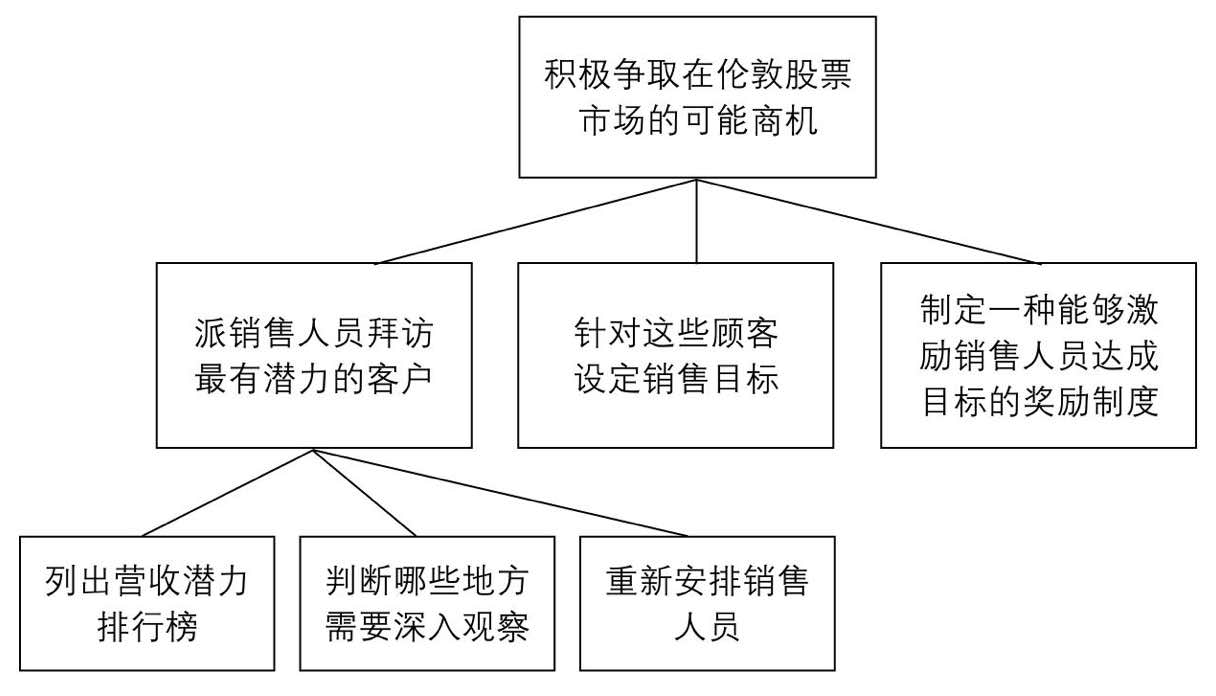 积极争取在伦敦股票
市场的可能商机
派销售人员拜访
最有潜力的客户
针对这些顾客
设定销售目标
制定一种能够激
励销售人员达成
目标的奖励制度
列出营收潜力
排行榜
判断哪些地方
需要深入观察
重新安排销售
人员